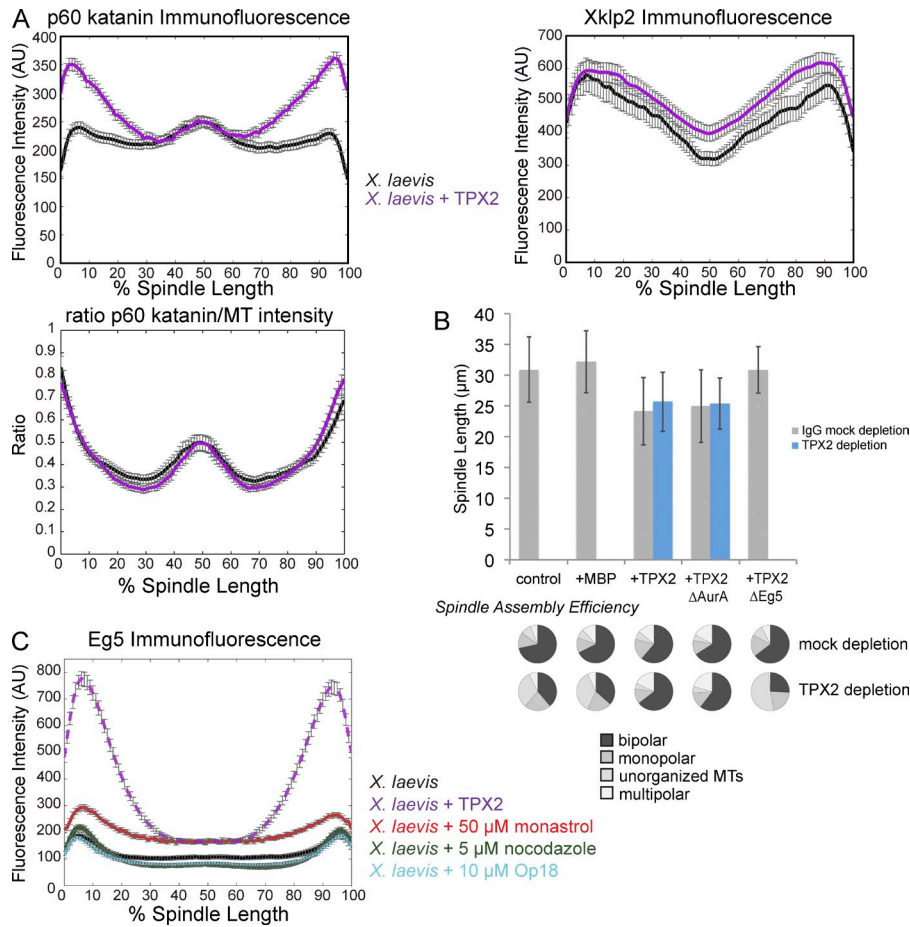 A
p60 katanin Immunofluorescence
Fluorescence Intensity (AU)
400
350
300
250
200
150
100
50
0
0 10 20 30 40 50 60 70 80 90 100
% Spindle Length
X. laevis
X. laevis + TPX2
Xklp2 Immunofluorescence
Fluorescence Intensity (AU)
700
600
500
400
300
200
100
0
0 10 20 30 40 50 60 70 80 90 100
% Spindle Length
ratio p60 katanin/MT intensity
Ratio
1
0.9
0.8
0.7
0.6
0.5
0.4
0.3
0.2
0.1
0
0 10 20 30 40 50 60 70 80 90 100
% Spindle Length
B
Spindle Length (µm)
40
35
30
25
20
15
10
5
0
control +MBP +TPX2 +TPX2 +TPX2
ΔAurA ΔEg5
IgG mock depletion
TPX2 depletion
Spindle Assembly Efficiency
mock depletion
TPX2 depletion
bipolar
monopolar
unorganized MTs
multipolar
C
Eg5 Immunofluorescence
Fluorescence Intensity (AU)
800
700
600
500
400
300
200
100
0
0 10 20 30 40 50 60 70 80 90 100
% Spindle Length
X. laevis
X. laevis + TPX2
X. laevis + 50 µM monastrol
X. laevis + 5 µM nocodazole
X. laevis + 10 µM Op18